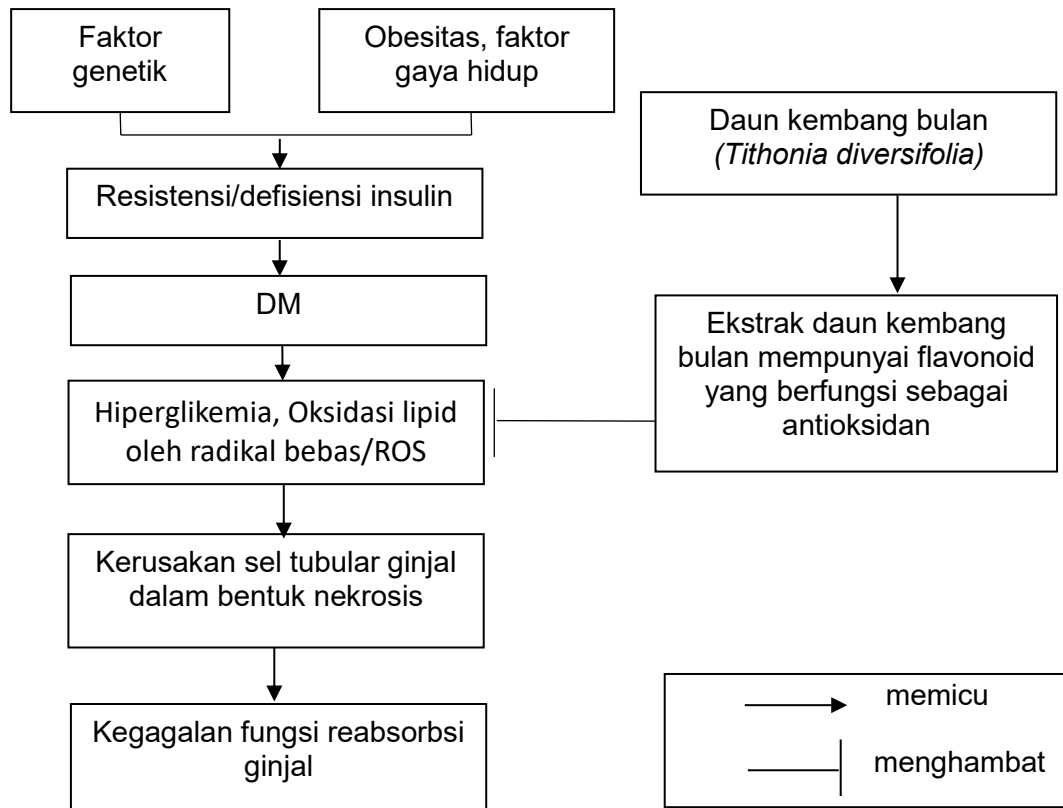 Faktor
genetik
Obesitas, faktor
gaya hidup
Daun kembang bulan
(Tithonia diversifolia)
Resistensi/defisiensi insulin
DM
Ekstrak daun kembang
bulan mempunyai flavonoid
yang berfungsi sebagai
antioksidan
Hiperglikemia, Oksidasi lipid
oleh radikal bebas/ROS
Kerusakan sel tubular ginjal
dalam bentuk nekrosis
Kegagalan fungsi reabsorbsi
ginjal
memicu
menghambat